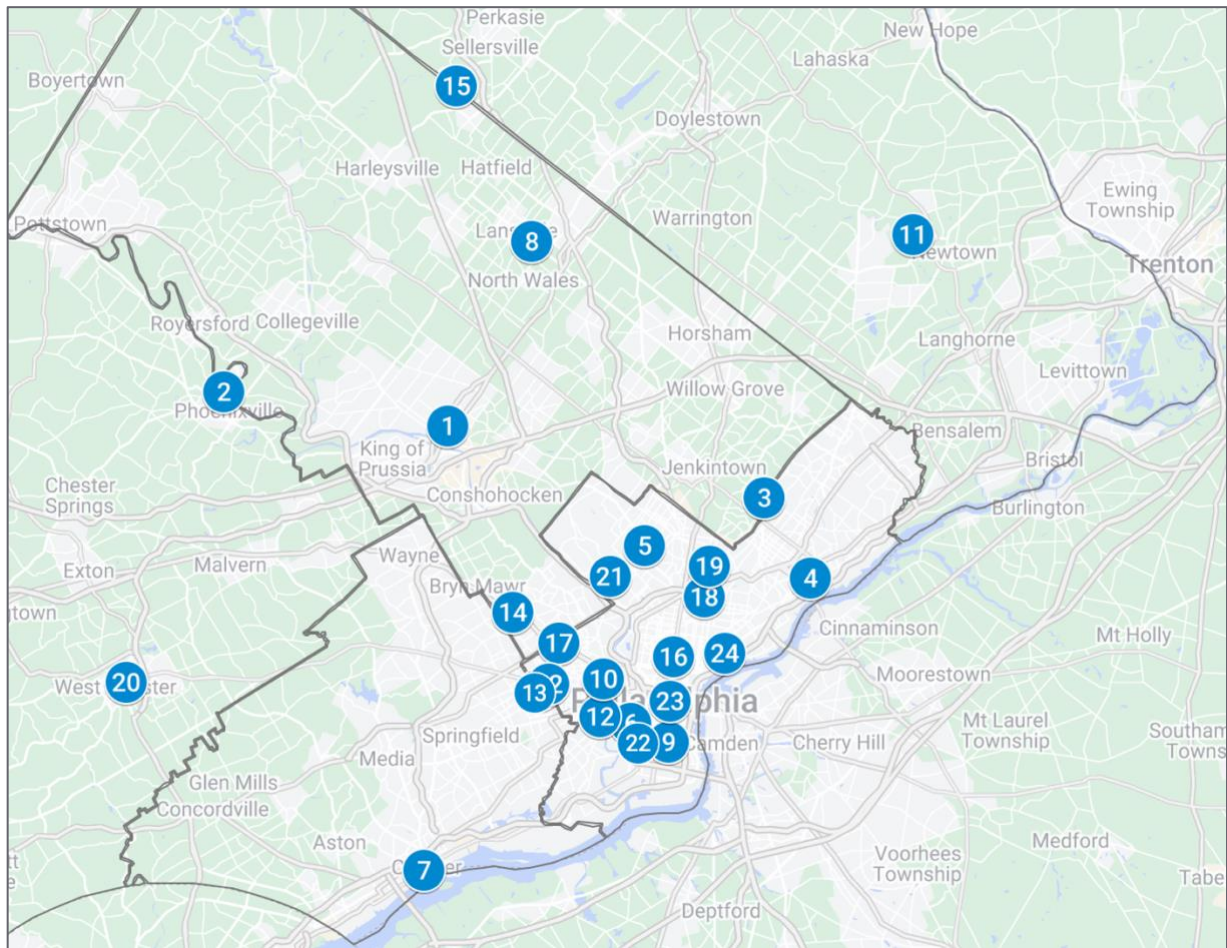 Perkasie
Sellersville
New Hope
Lahaska
Boyertown
15
Doylestown
Harleysville
Hatfield
Ewing
Township
Pottstown
Warrington
8
11
Newtown
Trenton
North Wales
Royersford
Collegeville
Horsham
Langhorne
Levittown
2
Willow Grove
1
King of
Prussia
Bensalem
Jenkintown
Bristol
Chester
Springs
Conshohocken
3
Burlington
5
Wayne
Malvern
Exton
21
19
4
Bryn Mawr
18
14
Cinnaminson
17
Mt Holly
16
24
20
10
Moorestown
13
23
12
Springfield
22
9
Camden
Cherry Hill
Mt Laurel
Township
Media
Glen Mills
Concordville
Aston
7
Medford
Voorhees
Township
Deptford